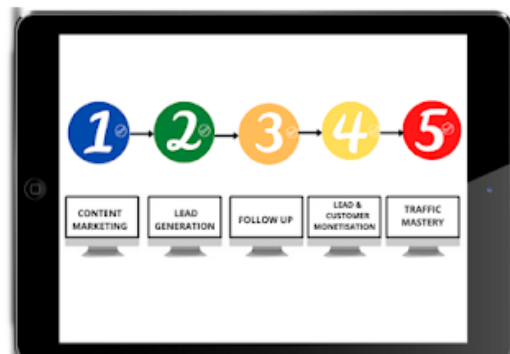 1 2 3 4 5
CONTENT
MARKETING
LEAD
GENERATION
FOLLOW UP
LEAD &
CUSTOMER
MONETISATION
TRAFFIC
MASTERY